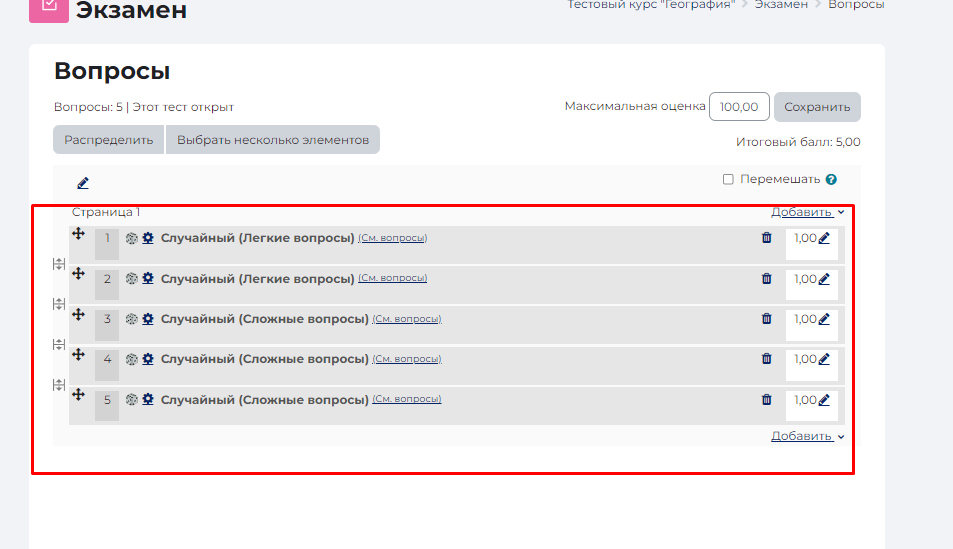 Экзамен
Тестовый курс "География" > Экзамен > Вопросы
Вопросы
Вопросы: 5 | Этот тест открыт
Максимальная оценка 100,00 Сохранить
Распределить Выбрать несколько элементов
Итоговый балл: 5,00
Перемешать ?
Страница 1 Добавить
1 Случайный (Легкие вопросы) (См. вопросы) 1,00
2 Случайный (Легкие вопросы) (См. вопросы) 1,00
3 Случайный (Сложные вопросы) (См. вопросы) 1,00
4 Случайный (Сложные вопросы) (См. вопросы) 1,00
5 Случайный (Сложные вопросы) (См. вопросы) 1,00
Добавить